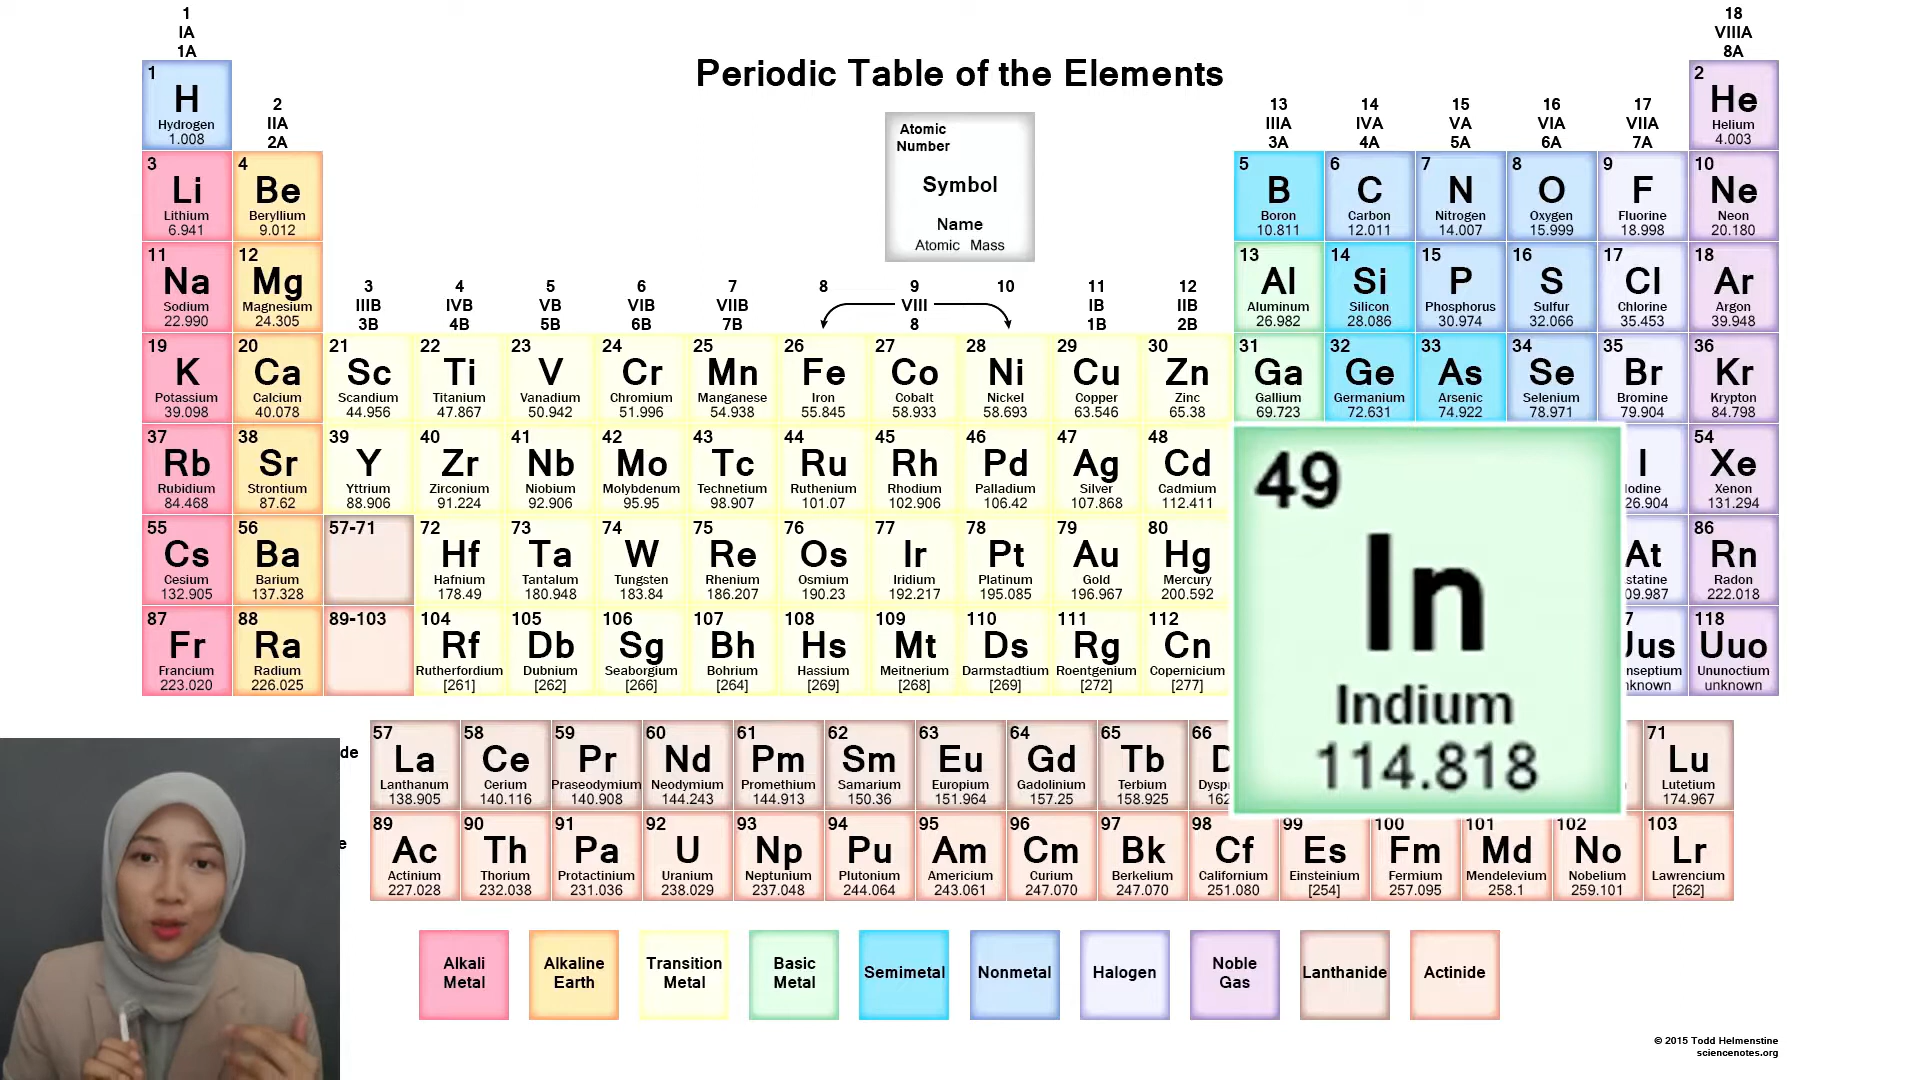 1
IA
1A
18
VIIIA
8A
Periodic Table of the Elements
1
H
Hydrogen
1.008
2
IIA
2A
13
IIIA
3A
14
IVA
4A
15
VA
5A
16
VIA
6A
17
VIIA
7A
2
He
Helium
4.003
Atomic
Number
Symbol
Name
Atomic Mass
3
Li
Lithium
6.941
4
Be
Beryllium
9.012
5
B
Boron
10.811
6
C
Carbon
12.011
7
N
Nitrogen
14.007
8
O
Oxygen
15.999
9
F
Fluorine
18.998
10
Ne
Neon
20.180
11
Na
Sodium
22.990
12
Mg
Magnesium
24.305
3
IIIB
3B
4
IVB
4B
5
VB
5B
6
VIB
6B
7
VIIB
7B
8
9
10
VIII
8
11
IB
1B
12
IIB
2B
13
Al
Aluminum
26.982
14
Si
Silicon
28.086
15
P
Phosphorus
30.974
16
S
Sulfur
32.066
17
Cl
Chlorine
35.453
18
Ar
Argon
39.948
19
K
Potassium
39.098
20
Ca
Calcium
40.078
21
Sc
Scandium
44.956
22
Ti
Titanium
47.867
23
V
Vanadium
50.942
24
Cr
Chromium
51.996
25
Mn
Manganese
54.938
26
Fe
Iron
55.845
27
Co
Cobalt
58.933
28
Ni
Nickel
58.693
29
Cu
Copper
63.546
30
Zn
Zinc
65.38
31
Ga
Gallium
69.723
32
Ge
Germanium
72.631
33
As
Arsenic
74.922
34
Se
Selenium
78.971
35
Br
Bromine
79.904
36
Kr
Krypton
84.798
37
Rb
Rubidium
84.468
38
Sr
Strontium
87.62
39
Y
Yttrium
88.906
40
Zr
Zirconium
91.224
41
Nb
Niobium
92.906
42
Mo
Molybdenum
95.95
43
Tc
Technetium
98.907
44
Ru
Ruthenium
101.07
45
Rh
Rhodium
102.906
46
Pd
Palladium
106.42
47
Ag
Silver
107.868
48
Cd
Cadmium
112.411
49
In
Indium
114.818
I
Iodine
26.904
54
Xe
Xenon
131.294
55
Cs
Cesium
132.905
56
Ba
Barium
137.328
57-71
72
Hf
Hafnium
178.49
73
Ta
Tantalum
180.948
74
W
Tungsten
183.84
75
Re
Rhenium
186.207
76
Os
Osmium
190.23
77
Ir
Iridium
192.217
78
Pt
Platinum
195.085
79
Au
Gold
196.967
80
Hg
Mercury
200.592
At
statine
09.987
86
Rn
Radon
222.018
87
Fr
Francium
223.020
88
Ra
Radium
226.025
89-103
104
Rf
Rutherfordium
[261]
105
Db
Dubnium
[262]
106
Sg
Seaborgium
[266]
107
Bh
Bohrium
[264]
108
Hs
Hassium
[269]
109
Mt
Meitnerium
[268]
110
Ds
Darmstadtium
[269]
111
Rg
Roentgenium
[272]
112
Cn
Copernicium
[277]
7
Uus
nseptium
nknown
118
Uuo
Ununoctium
unknown
de
57
La
Lanthanum
138.905
58
Ce
Cerium
140.116
59
Pr
Praseodymium
140.908
60
Nd
Neodymium
144.243
61
Pm
Promethium
144.913
62
Sm
Samarium
150.36
63
Eu
Europium
151.964
64
Gd
Gadolinium
157.25
65
Tb
Terbium
158.925
66
D
Dysp
162
71
Lu
Lutetium
174.967
e
89
Ac
Actinium
227.028
90
Th
Thorium
232.038
91
Pa
Protactinium
231.036
92
U
Uranium
238.029
93
Np
Neptunium
237.048
94
Pu
Plutonium
244.064
95
Am
Americium
243.061
96
Cm
Curium
247.070
97
Bk
Berkelium
247.070
98
Cf
Californium
251.080
99
Es
Einsteinium
[254]
100
Fm
Fermium
257.095
101
Md
Mendelevium
258.1
102
No
Nobelium
259.101
103
Lr
Lawrencium
[262]
Alkali
Metal
Alkaline
Earth
Transition
Metal
Basic
Metal
Semimetal
Nonmetal
Halogen
Noble
Gas
Lanthanide
Actinide
© 2015 Todd Helmenstine
sciencenotes.org